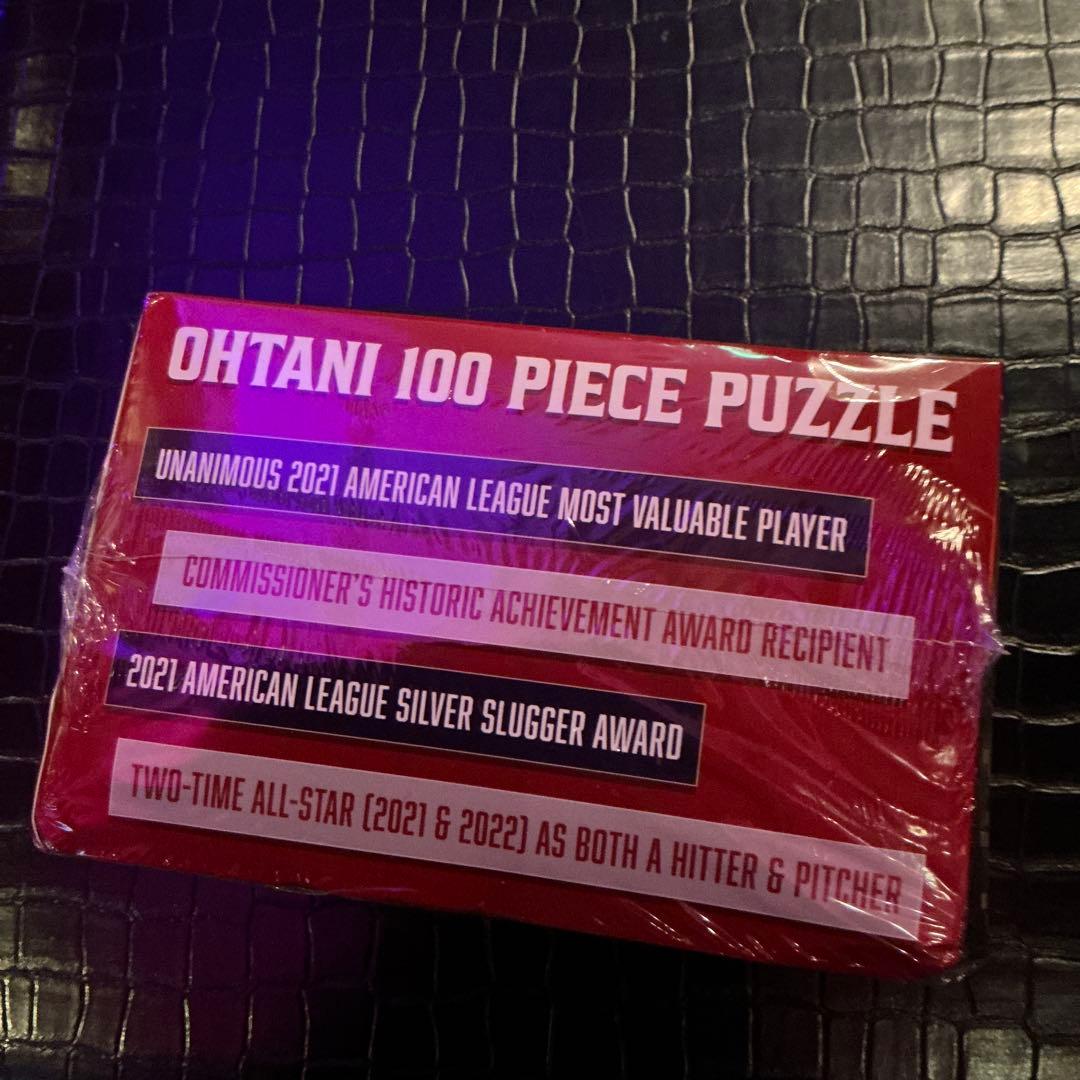 OHTANI 100 PIECE PUZZLE
UNANIMOUS 2021 AMERICAN LEAGUE MOST VALUABLE PLAYER
COMMISSIONER'S HISTORIC ACHIEVEMENT AWARD RECIPIENT
2021 AMERICAN LEAGUE SILVER SLUGGER AWARD
TWO-TIME ALL-STAR (2021 & 2022) AS BOTH A HITTER & PITCHER